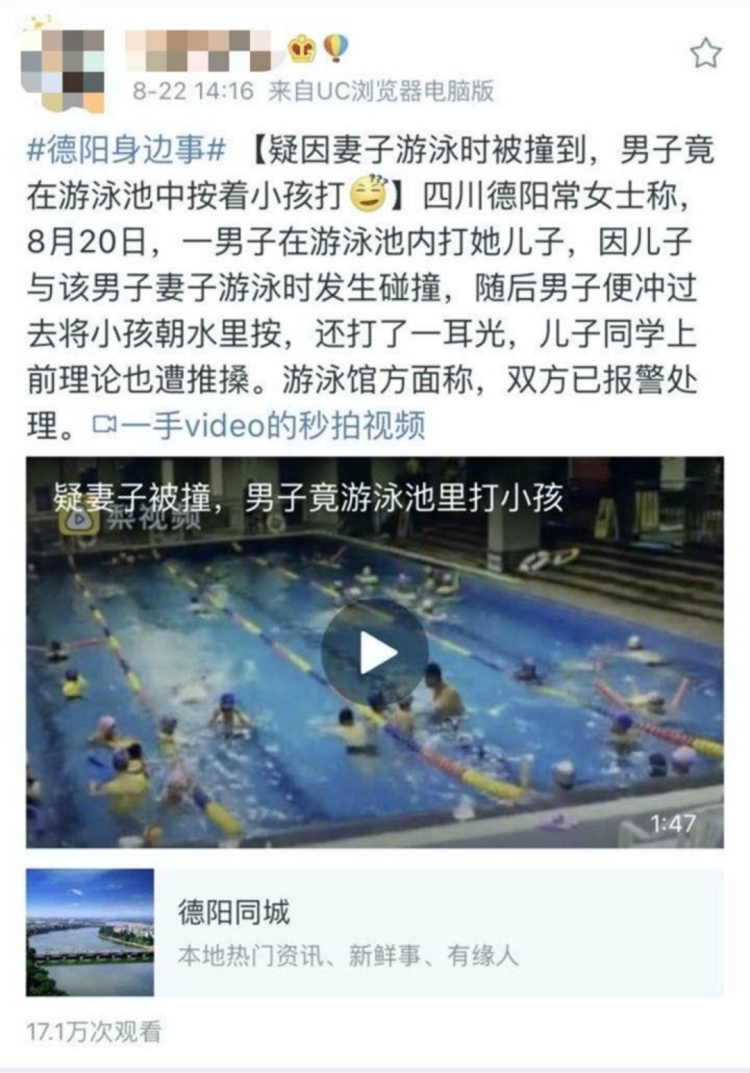 8-22 14:16 来自UC浏览器电脑版
#德阳身边事# 【疑因妻子游泳时被撞到，男子竟
在游泳池中按着小孩打】四川德阳常女士称，
8月20日，一男子在游泳池内打她儿子，因儿子
与该男子妻子游泳时发生碰撞，随后男子便冲过
去将小孩朝水里按，还打了一耳光，儿子同学上
前理论也遭推搡。游泳馆方面称，双方已报警处
理。一手video的秒拍视频
疑妻子被撞，男子竟游泳池里打小孩
梨视频
1:47
德阳同城
本地热门资讯、新鲜事、有缘人
17.1万次观看